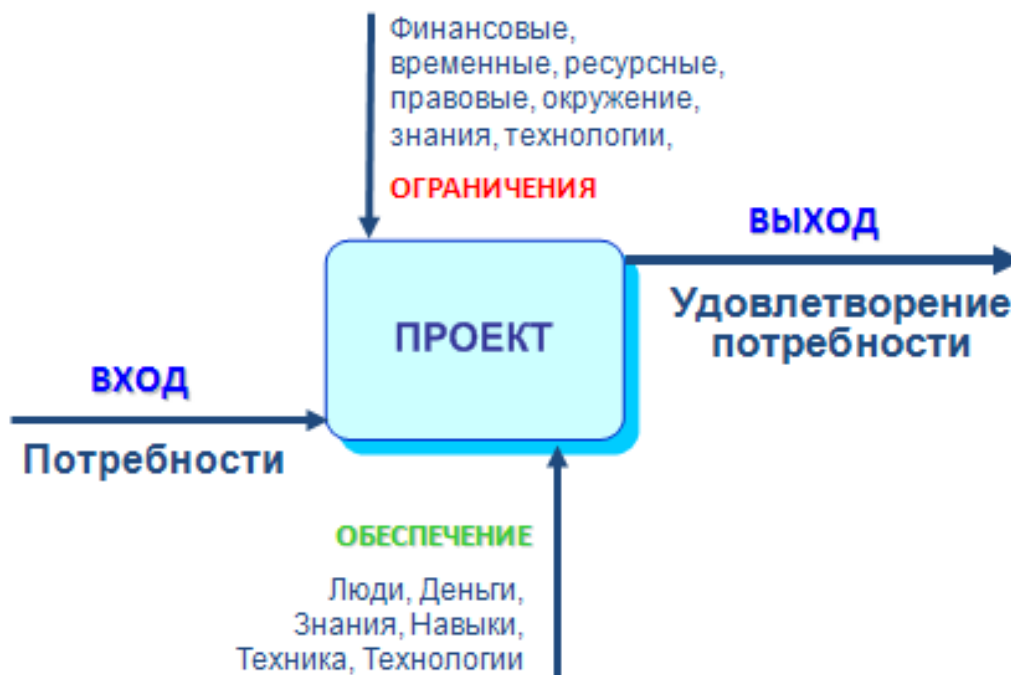 Финансовые,
временные, ресурсные,
правовые, окружение,
знания, технологии,
ОГРАНИЧЕНИЯ
ВЫХОД
Удовлетворение
потребности
ПРОЕКТ
ВХОД
Потребности
ОБЕСПЕЧЕНИЕ
Люди, Деньги,
Знания, Навыки,
Техника, Технологии